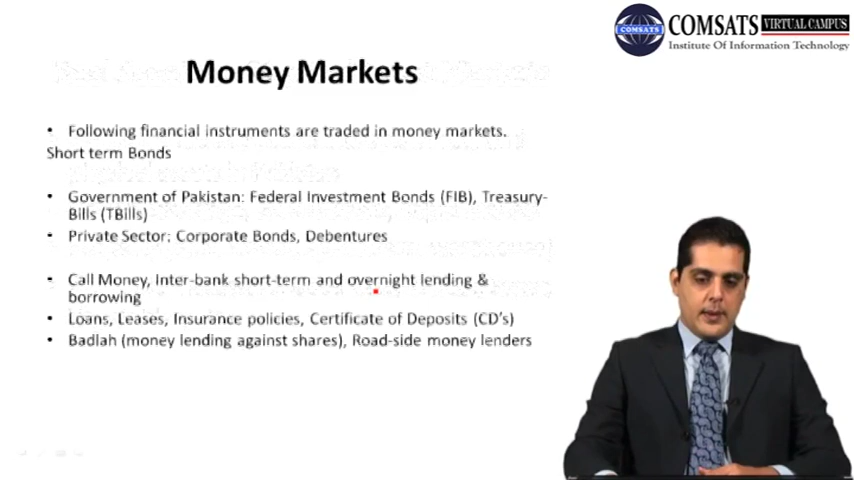 COMSATS VIRTUAL CAMPUS
COMSATS
Institute Of Information Technology
Money Markets
• Following financial instruments are traded in money markets.
Short term Bonds
• Government of Pakistan: Federal Investment Bonds (FIB), Treasury-
Bills (TBills)
• Private Sector: Corporate Bonds, Debentures
• Call Money, Inter-bank short-term and overnight lending &
borrowing
• Loans, Leases, Insurance policies, Certificate of Deposits (CD's)
• Badlah (money lending against shares), Road-side money lenders